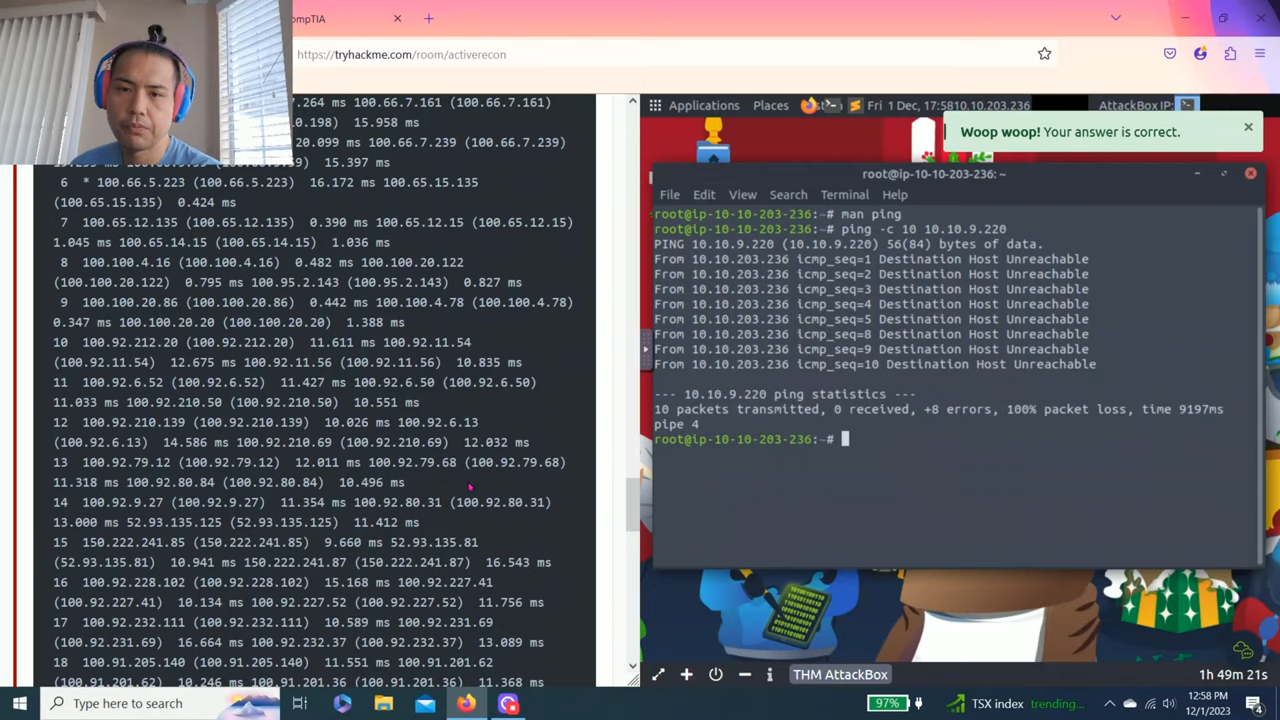 ompTIA
https://tryhackme.com/room/activerecon
7.264 ms 100.66.7.161 (100.66.7.161)
0.198) 15.958 ms
20.099 ms 100.66.7.239 (100.66.7.239)
15.397 ms
6 * 100.66.5.223 (100.66.5.223) 16.172 ms 100.65.15.135
(100.65.15.135) 0.424 ms
7 100.65.12.135 (100.65.12.135) 0.390 ms 100.65.12.15 (100.65.12.15)
1.045 ms 100.65.14.15 (100.65.14.15) 1.036 ms
8 100.100.4.16 (100.100.4.16) 0.482 ms 100.100.20.122
(100.100.20.122) 0.795 ms 100.95.2.143 (100.95.2.143) 0.827 ms
9 100.100.20.86 (100.100.20.86) 0.442 ms 100.100.4.78 (100.100.4.78)
0.347 ms 100.100.20.20 (100.100.20.20) 1.388 ms
10 100.92.212.20 (100.92.212.20) 11.611 ms 100.92.11.54
(100.92.11.54) 12.675 ms 100.92.11.56 (100.92.11.56) 10.835 ms
11 100.92.6.52 (100.92.6.52) 11.427 ms 100.92.6.50 (100.92.6.50)
11.033 ms 100.92.210.50 (100.92.210.50) 10.551 ms
12 100.92.210.139 (100.92.210.139) 10.026 ms 100.92.6.13
(100.92.6.13) 14.586 ms 100.92.210.69 (100.92.210.69) 12.032 ms
13 100.92.79.12 (100.92.79.12) 12.011 ms 100.92.79.68 (100.92.79.68)
11.318 ms 100.92.80.84 (100.92.80.84) 10.496 ms
14 100.92.9.27 (100.92.9.27) 11.354 ms 100.92.80.31 (100.92.80.31)
13.000 ms 52.93.135.125 (52.93.135.125) 11.412 ms
15 150.222.241.85 (150.222.241.85) 9.660 ms 52.93.135.81
(52.93.135.81) 10.941 ms 150.222.241.87 (150.222.241.87) 16.543 ms
16 100.92.228.102 (100.92.228.102) 15.168 ms 100.92.227.41
(100.92.227.41) 10.134 ms 100.92.227.52 (100.92.227.52) 11.756 ms
17 100.92.232.111 (100.92.232.111) 10.589 ms 100.92.231.69
(100.92.231.69) 16.664 ms 100.92.232.37 (100.92.232.37) 13.089 ms
18 100.91.205.140 (100.91.205.140) 11.551 ms 100.91.201.62
(100.91.201.62) 10.246 ms 100.91.201.36 (100.91.201.36) 11.368 ms
Applications Places Fri 1 Dec, 17:58 10.10.203.236 AttackBox IP:
Woop woop! Your answer is correct.
root@ip-10-10-203-236: ~
File Edit View Search Terminal Help
root@ip-10-10-203-236:~# man ping
root@ip-10-10-203-236:~# ping -c 10 10.10.9.220
PING 10.10.9.220 (10.10.9.220) 56(84) bytes of data.
From 10.10.203.236 icmp_seq=1 Destination Host Unreachable
From 10.10.203.236 icmp_seq=2 Destination Host Unreachable
From 10.10.203.236 icmp_seq=3 Destination Host Unreachable
From 10.10.203.236 icmp_seq=4 Destination Host Unreachable
From 10.10.203.236 icmp_seq=5 Destination Host Unreachable
From 10.10.203.236 icmp_seq=8 Destination Host Unreachable
From 10.10.203.236 icmp_seq=9 Destination Host Unreachable
From 10.10.203.236 icmp_seq=10 Destination Host Unreachable
--- 10.10.9.220 ping statistics ---
10 packets transmitted, 0 received, +8 errors, 100% packet loss, time 9197ms
pipe 4
root@ip-10-10-203-236:~#
THM AttackBox
1h 49m 21s
Type here to search
97%
TSX index trending...
12:58 PM
12/1/2023
4